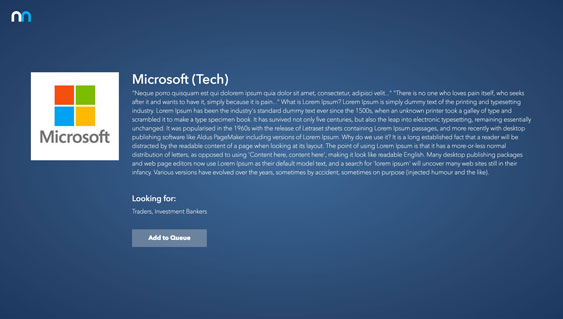 nn
Microsoft
Microsoft (Tech)
"Neque porro quisquam est qui dolorem ipsum quia dolor sit amet, consectetur, adipisci velit..." "There is no one who loves pain itself, who seeks
after it and wants to have it, simply because it is pain..." What is Lorem Ipsum? Lorem Ipsum is simply dummy text of the printing and typesetting
industry. Lorem Ipsum has been the industry's standard dummy text ever since the 1500s, when an unknown printer took a galley of type and
scrambled it to make a type specimen book. It has survived not only five centuries, but also the leap into electronic typesetting, remaining essentially
unchanged. It was popularised in the 1960s with the release of Letraset sheets containing Lorem Ipsum passages, and more recently with desktop
publishing software like Aldus PageMaker including versions of Lorem Ipsum. Why do we use it? It is a long established fact that a reader will be
distracted by the readable content of a page when looking at its layout. The point of using Lorem Ipsum is that it has a more-or-less normal
distribution of letters, as opposed to using 'Content here, content here', making it look like readable English. Many desktop publishing packages
and web page editors now use Lorem Ipsum as their default model text, and a search for 'lorem ipsum' will uncover many web sites still in their
infancy. Various versions have evolved over the years, sometimes by accident, sometimes on purpose (injected humour and the like).
Looking for:
Traders, Investment Bankers
Add to Queue